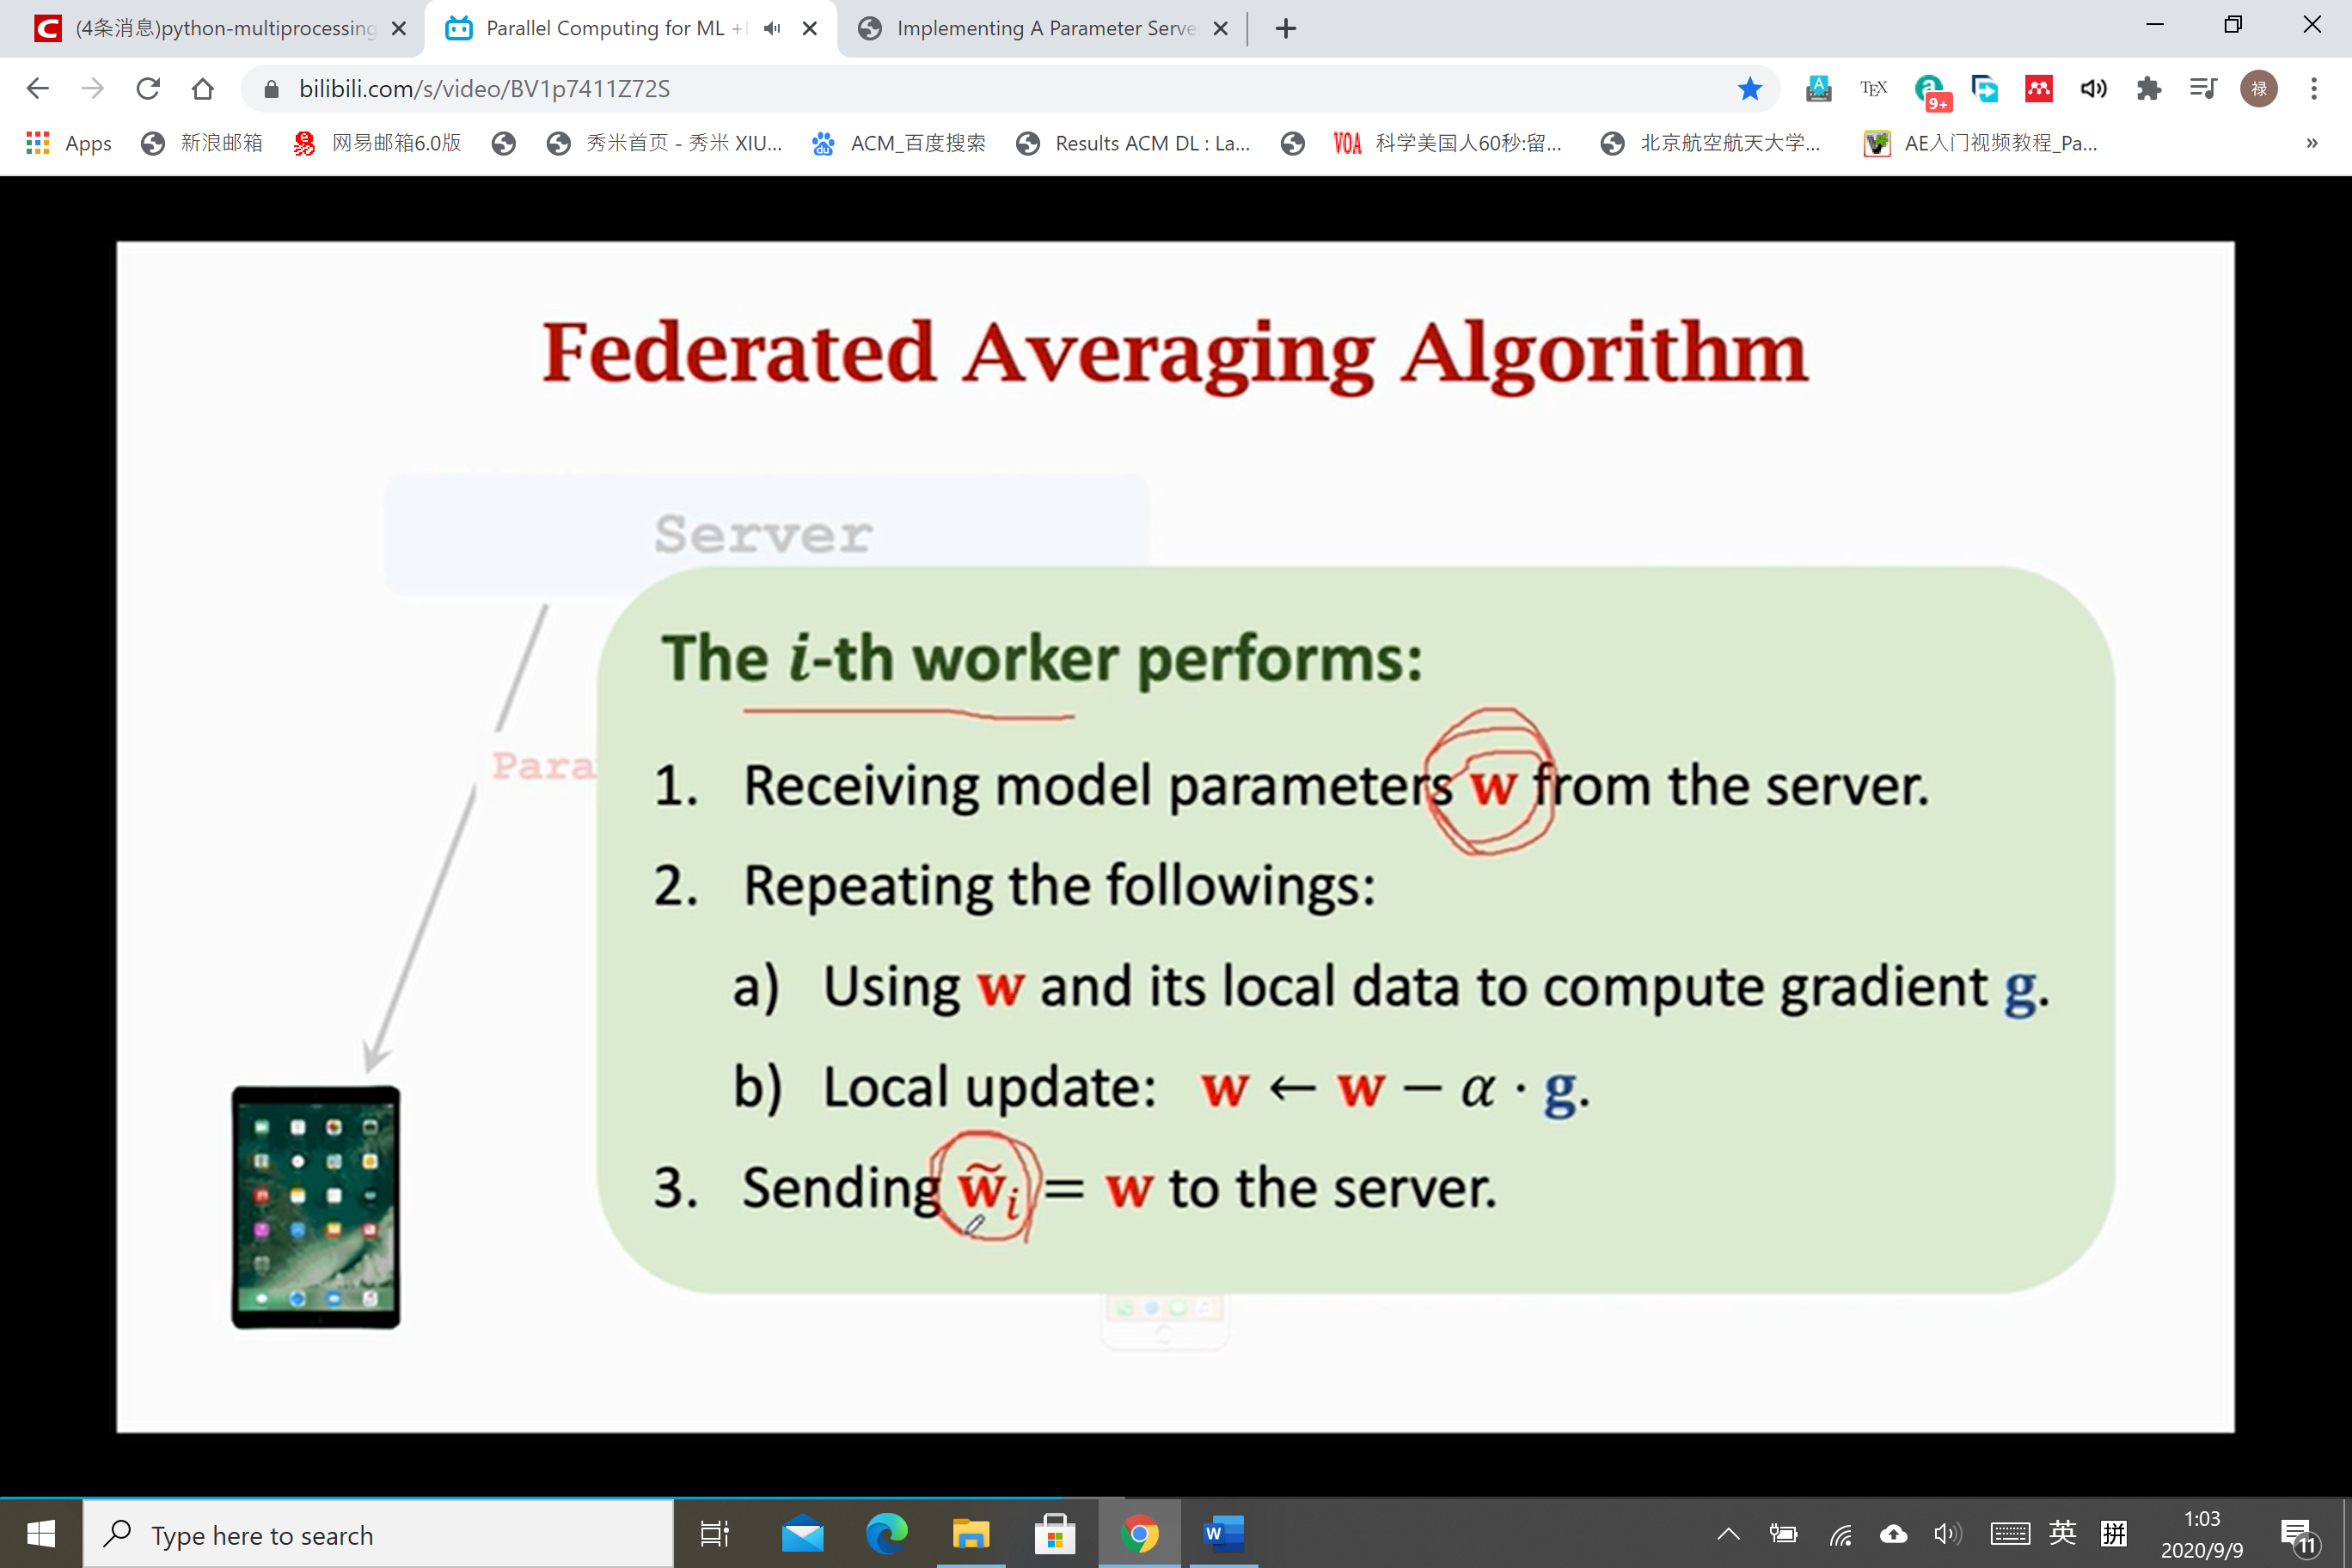 (4条消息)python-multiprocessing
Parallel Computing for ML +
Implementing A Parameter Serve
bilibili.com/s/video/BV1p7411Z72S
TEX
9+
禄
Apps
新浪邮箱
网易邮箱6.0版
秀米首页 - 秀米 XIU...
ACM_百度搜索
Results ACM DL : La...
VOA
科学美国人60秒:留...
北京航空航天大学...
AE入门视频教程_Pa...
»
Federated Averaging Algorithm
Server
The i-th worker performs:
Para
1. Receiving model parameters w from the server.
2. Repeating the followings:
a) Using w and its local data to compute gradient g.
b) Local update: w ← w − α · g.
3. Sending w̃ᵢ = w to the server.
Type here to search
英
拼
1:03
2020/9/9
11